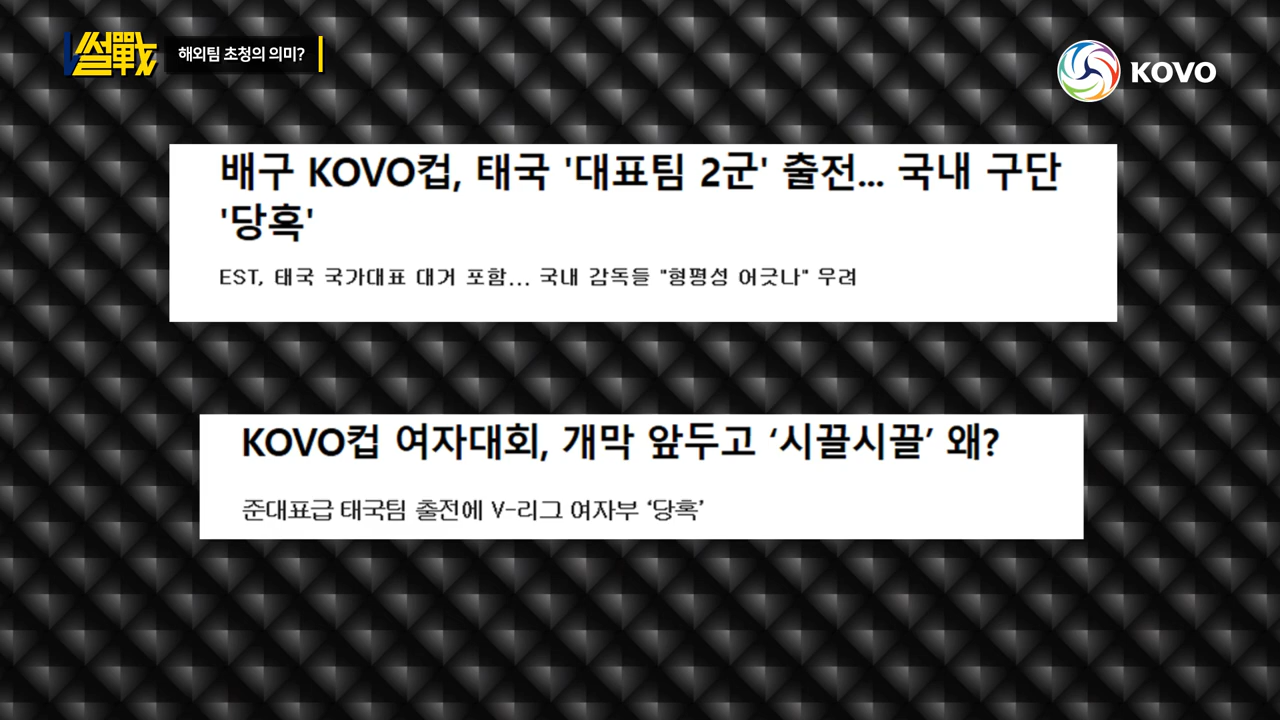 썰戰
해외팀 초청의 의미?
KOVO
배구 KOVO컵, 태국 '대표팀 2군' 출전... 국내 구단
'당혹'
EST, 태국 국가대표 대거 포함... 국내 감독들 "형평성 어긋나" 우려
KOVO컵 여자대회, 개막 앞두고 ‘시끌시끌’ 왜?
준대표급 태국팀 출전에 V-리그 여자부 ‘당혹’